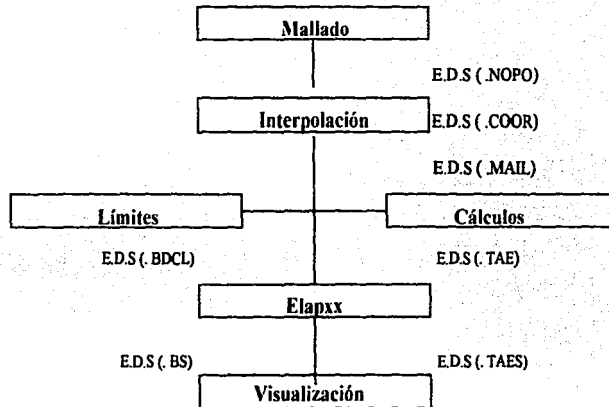 Mallado
E.D.S ( .NOPO)
Interpolación
E.D.S ( .COOR)
E.D.S ( .MAIL)
Límites
Cálculos
E.D.S (. BDCL)
E.D.S (. TAE)
Elapxx
E.D.S (. BS)
E.D.S (. TAES)
Visualización